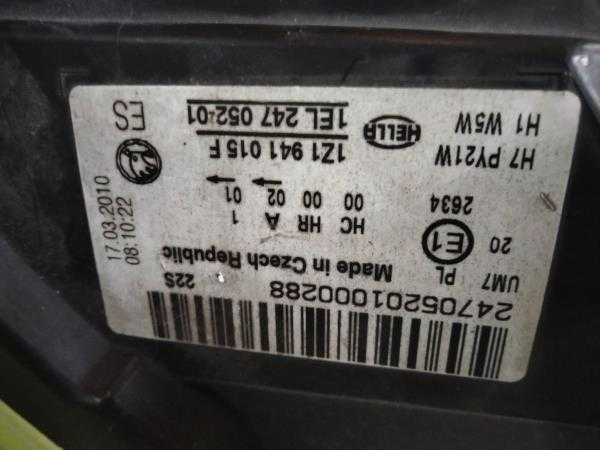 24705201000288
22S
UM7 PL Made in Czech Republic
20 E1 HC HR A 1
2634 00 00 02 01
H7 PY21W 1Z1 941 015 F
H1 W5W HELLA 1EL 247 052-01
ES
17.03.2010
08:10:22